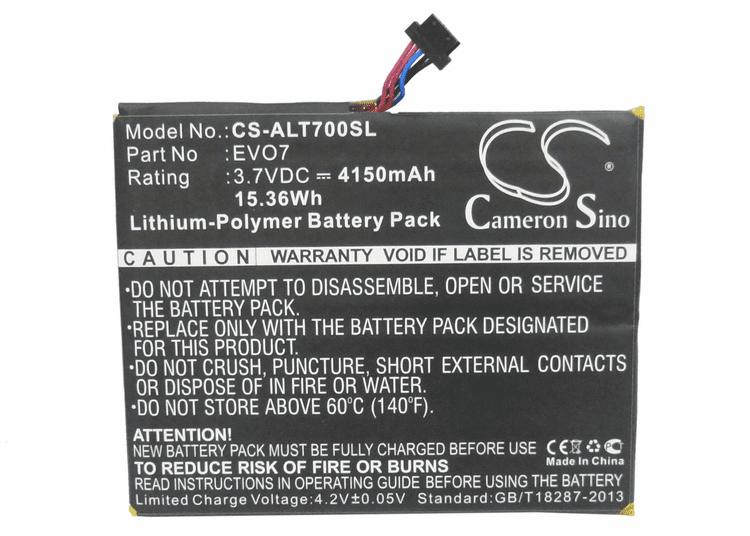 Model No.: CS-ALT700SL
Part No : EVO7
Rating : 3.7VDC ⎓ 4150mAh
15.36Wh
Lithium-Polymer Battery Pack
CS
Cameron Sino
CAUTION WARRANTY VOID IF LABEL IS REMOVED
•DO NOT ATTEMPT TO DISASSEMBLE, OPEN OR SERVICE
THE BATTERY PACK.
•REPLACE ONLY WITH THE BATTERY PACK DESIGNATED
FOR THIS PRODUCT.
•DO NOT CRUSH, PUNCTURE, SHORT EXTERNAL CONTACTS
OR DISPOSE OF IN FIRE OR WATER.
•DO NOT STORE ABOVE 60°C (140°F).
ATTENTION!
NEW BATTERY PACK MUST BE FULLY CHARGED BEFORE USE.
TO REDUCE RISK OF FIRE OR BURNS
READ INSTRUCTIONS IN OPERATING MANUAL BEFORE USE.
Limited Charge Voltage:4.2V±0.05V Standard:GB/T18287-2013
CE
Made In China